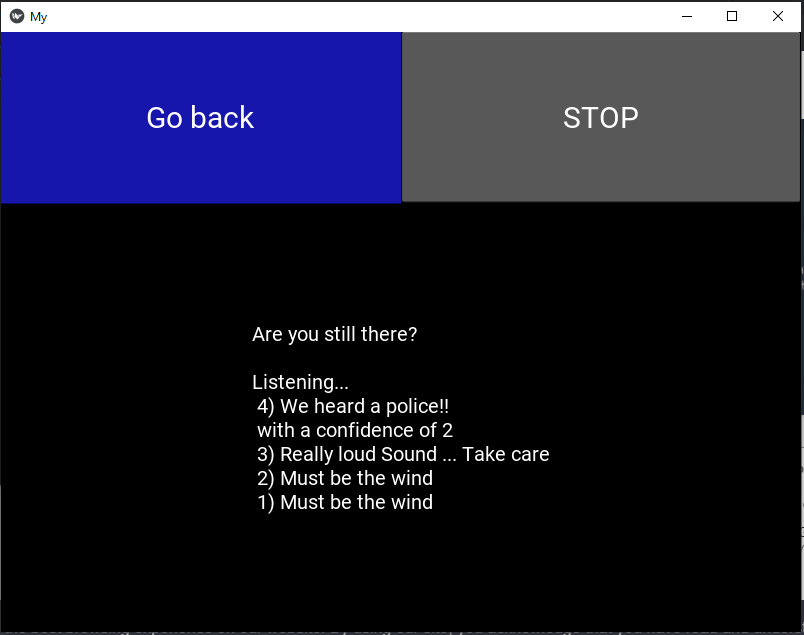 My
Go back
STOP
Are you still there?
Listening...
4) We heard a police!!
with a confidence of 2
3) Really loud Sound ... Take care
2) Must be the wind
1) Must be the wind